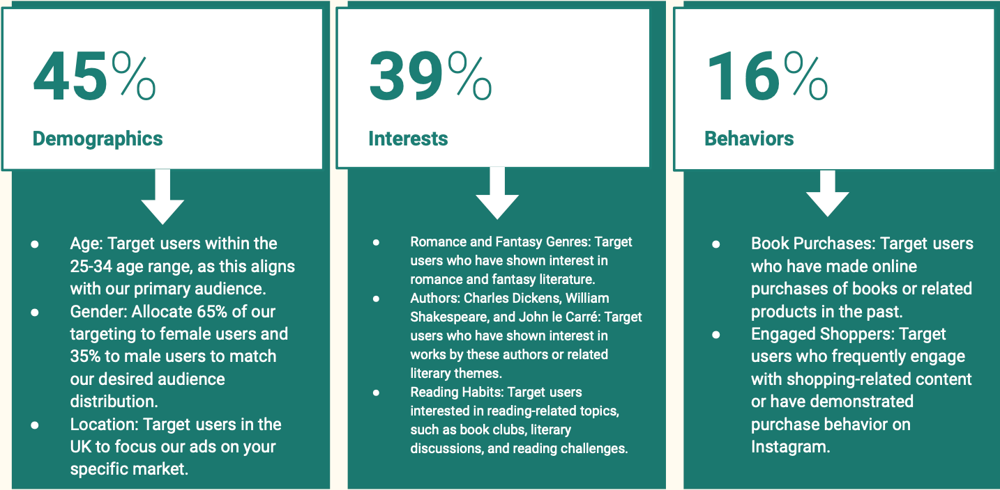 45%
Demographics
● Age: Target users within the
25-34 age range, as this aligns
with our primary audience.
● Gender: Allocate 65% of our
targeting to female users and
35% to male users to match
our desired audience
distribution.
● Location: Target users in the
UK to focus our ads on your
specific market.
39%
Interests
● Romance and Fantasy Genres: Target
users who have shown interest in
romance and fantasy literature.
● Authors: Charles Dickens, William
Shakespeare, and John le Carré: Target
users who have shown interest in
works by these authors or related
literary themes.
● Reading Habits: Target users
interested in reading-related topics,
such as book clubs, literary
discussions, and reading challenges.
16%
Behaviors
● Book Purchases: Target users
who have made online
purchases of books or related
products in the past.
● Engaged Shoppers: Target
users who frequently engage
with shopping-related content
or have demonstrated
purchase behavior on
Instagram.